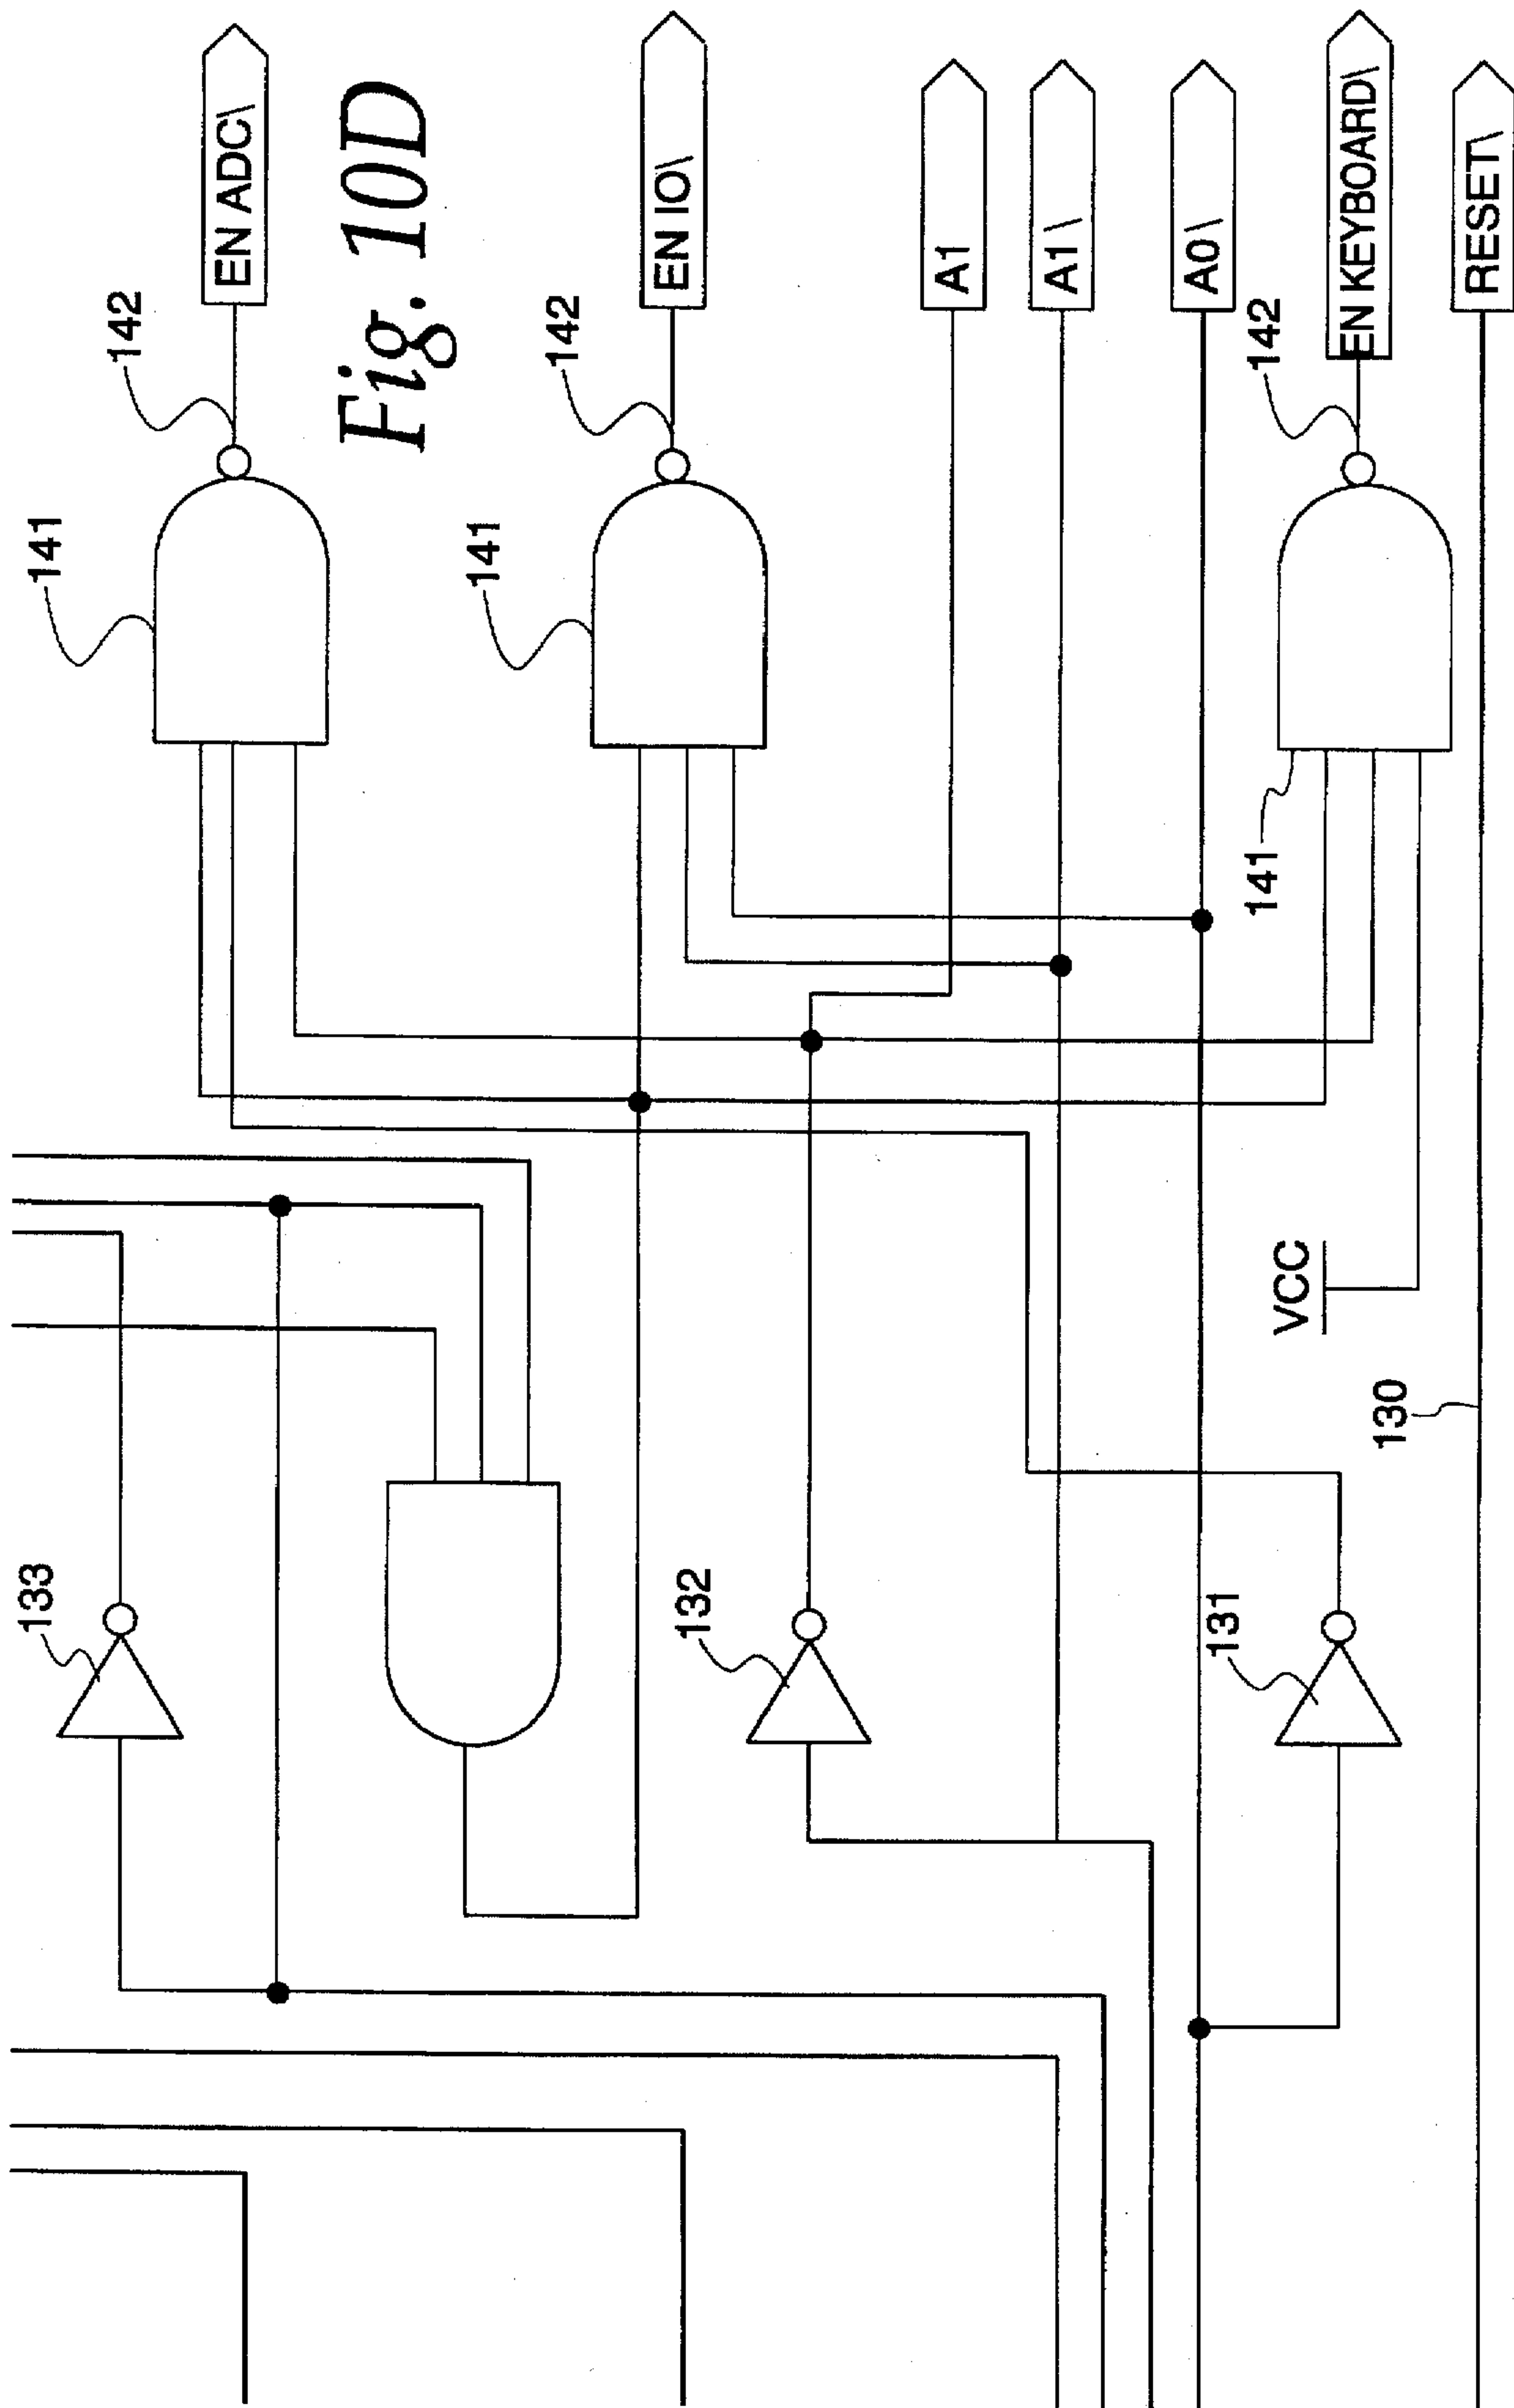 EN ADC\
142
141
Fig. 10D
EN IO\
142
141
A1
A1\
A0\
EN KEYBOARD\
142
141
RESET\
VCC
130
133
132
131